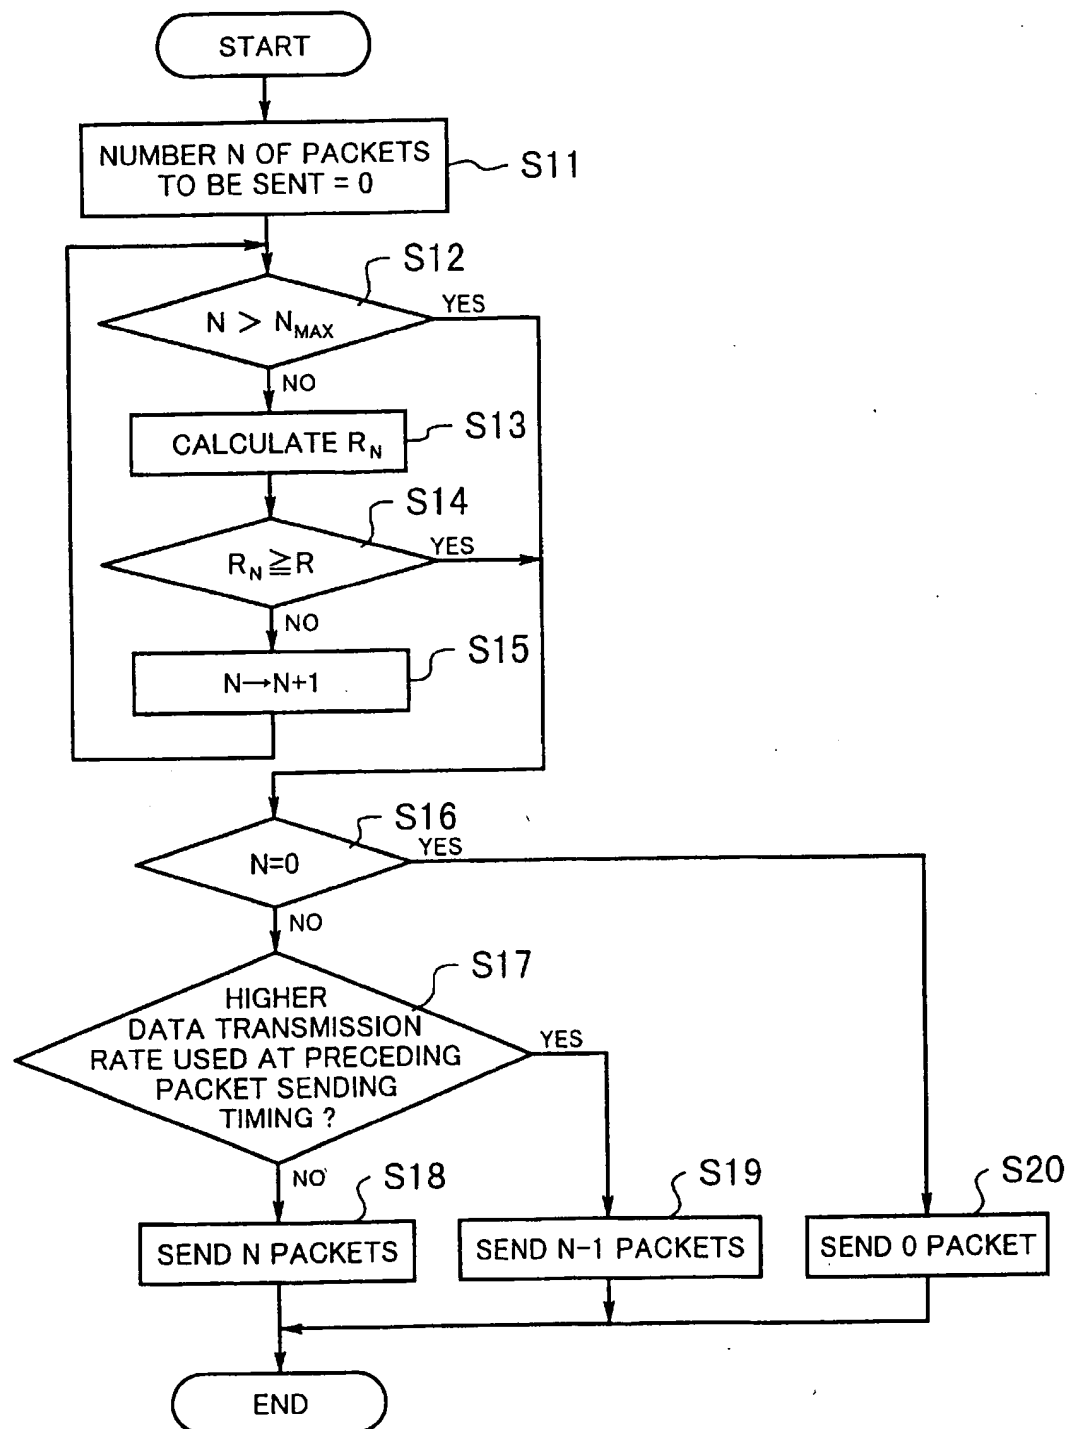 START
NUMBER N OF PACKETS
TO BE SENT = 0
S11
S12
N > NMAX
YES
NO
CALCULATE RN
S13
S14
RN≧R
YES
NO
S15
N→N+1
S16
N=0
YES
NO
S17
HIGHER
DATA TRANSMISSION
RATE USED AT PRECEDING
PACKET SENDING
TIMING ?
YES
NO
S18
S19
S20
SEND N PACKETS
SEND N-1 PACKETS
SEND 0 PACKET
END